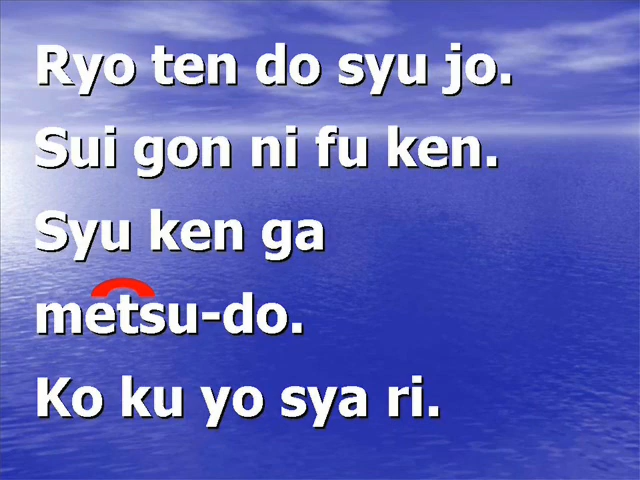 Ryo ten do syu jo.
Sui gon ni fu ken.
Syu ken ga
metsu-do.
Ko ku yo sya ri.